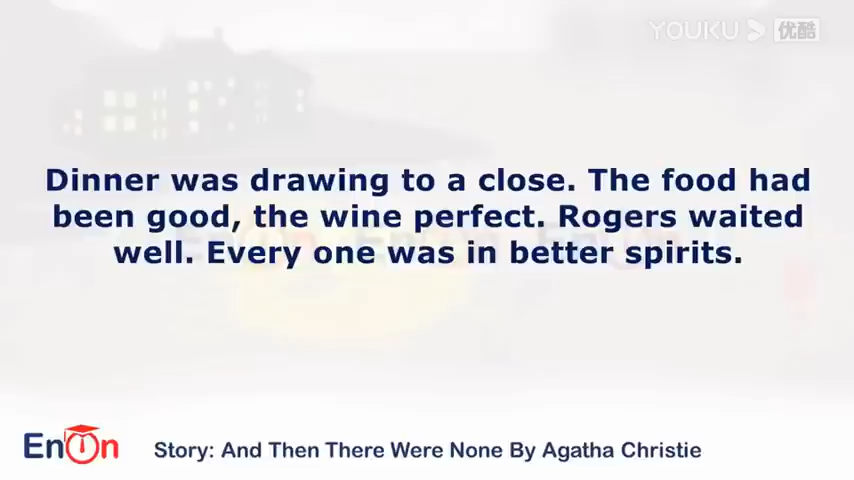 YOUKU 优酷
Dinner was drawing to a close. The food had
been good, the wine perfect. Rogers waited
well. Every one was in better spirits.
EnOn
Story: And Then There Were None By Agatha Christie